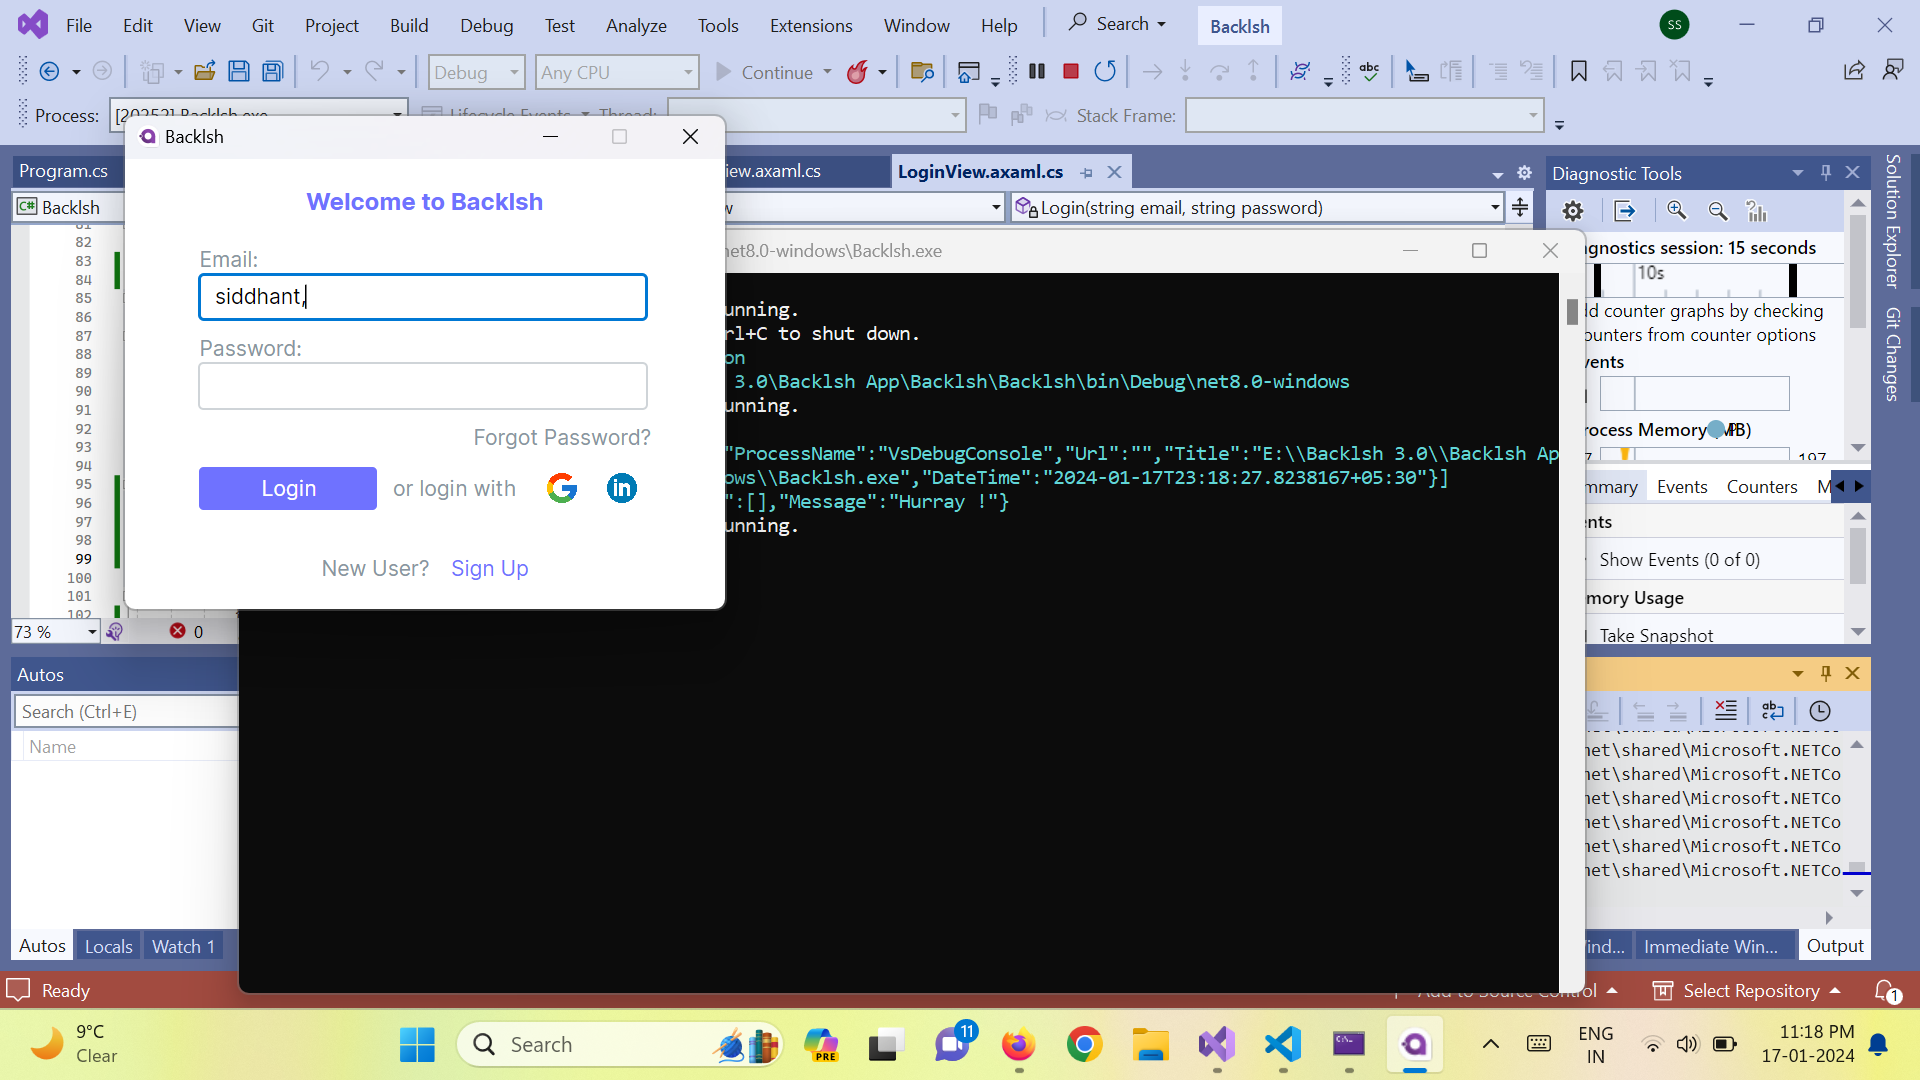 File Edit View Git Project Build Debug Test Analyze Tools Extensions Window Help Search Backlsh SS
Debug Any CPU Continue
Process: [20252] Backlsh.exe Lifecycle Events Thread: Stack Frame:
Backlsh
Welcome to Backlsh
Email:
siddhant,
Password:
Forgot Password?
Login or login with
New User? Sign Up
Program.cs iew.axaml.cs LoginView.axaml.cs
Backlsh Login(string email, string password)
82
83
84
85
86
87
88
89
90
91
92
93
94
95
96
97
98
99
100
101
102
73 % 0
net8.0-windows\Backlsh.exe
unning.
rl+C to shut down.
on
3.0\Backlsh App\Backlsh\Backlsh\bin\Debug\net8.0-windows
unning.
"ProcessName":"VsDebugConsole","Url":"","Title":"E:\\Backlsh 3.0\\Backlsh Ap
ows\\Backlsh.exe","DateTime":"2024-01-17T23:18:27.8238167+05:30"}]
":[],"Message":"Hurray !"}
unning.
Diagnostic Tools
gnostics session: 15 seconds
10s
dd counter graphs by checking
ounters from counter options
vents
rocess Memory (MB)
197
mmary Events Counters M
ents
Show Events (0 of 0)
mory Usage
Take Snapshot
Solution Explorer
Git Changes
Autos
Search (Ctrl+E)
Name
Autos Locals Watch 1
net\shared\Microsoft.NETCo
net\shared\Microsoft.NETCo
net\shared\Microsoft.NETCo
net\shared\Microsoft.NETCo
net\shared\Microsoft.NETCo
net\shared\Microsoft.NETCo
ind... Immediate Win... Output
Ready Add to Source Control Select Repository 1
9°C
Clear
Search
PRE
11
ENG
IN
11:18 PM
17-01-2024